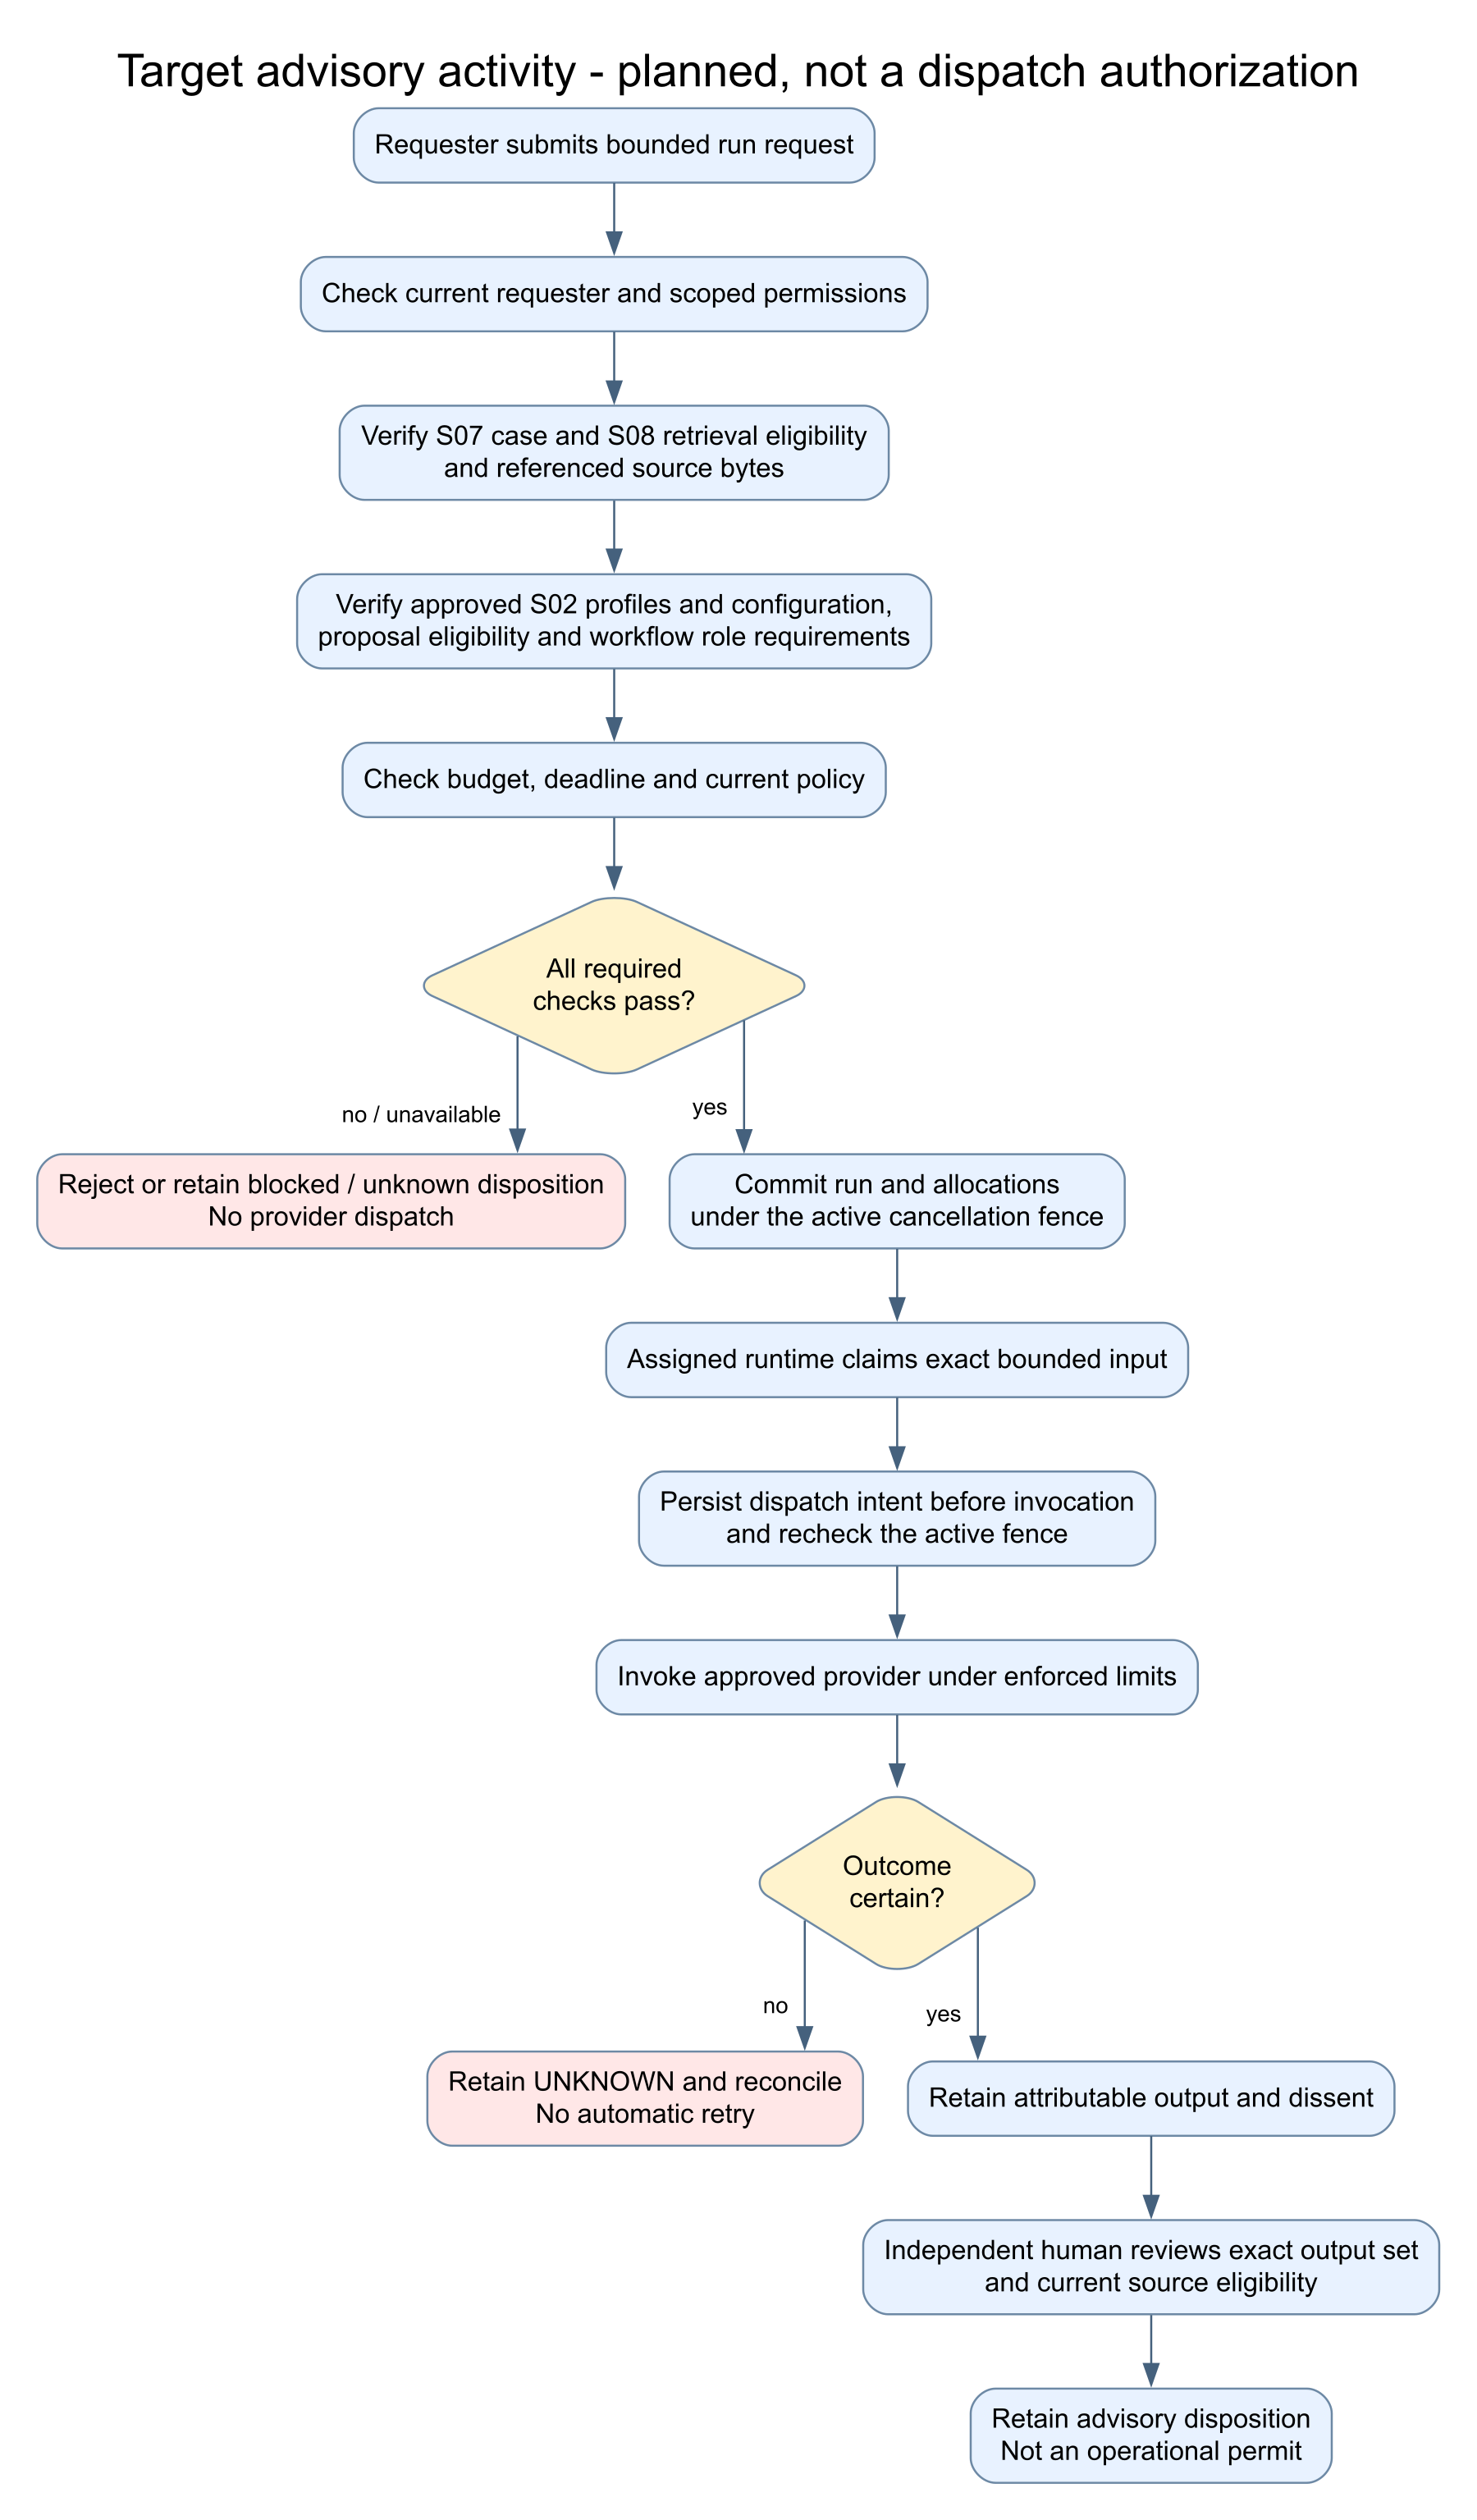 Target advisory activity - planned, not a dispatch authorization
Requester submits bounded run request
Check current requester and scoped permissions
Verify S07 case and S08 retrieval eligibility
and referenced source bytes
Verify approved S02 profiles and configuration,
proposal eligibility and workflow role requirements
Check budget, deadline and current policy
All required
checks pass?
no / unavailable
yes
Reject or retain blocked / unknown disposition
No provider dispatch
Commit run and allocations
under the active cancellation fence
Assigned runtime claims exact bounded input
Persist dispatch intent before invocation
and recheck the active fence
Invoke approved provider under enforced limits
Outcome
certain?
no
yes
Retain UNKNOWN and reconcile
No automatic retry
Retain attributable output and dissent
Independent human reviews exact output set
and current source eligibility
Retain advisory disposition
Not an operational permit